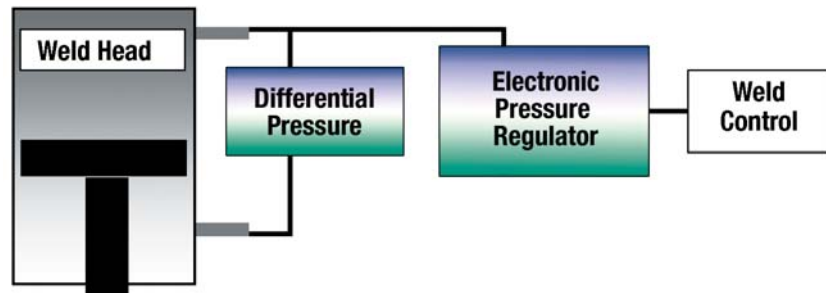 Weld Head
Differential
Pressure
Electronic
Pressure
Regulator
Weld
Control